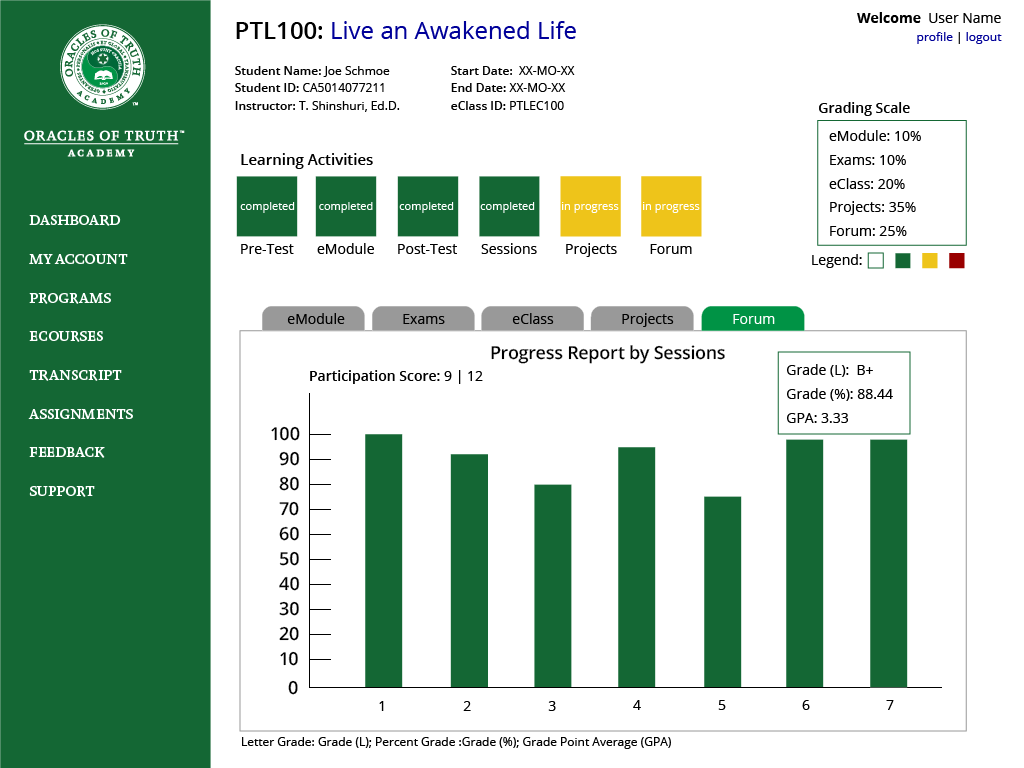 ORACLES OF TRUTH
ACADEMY
ORACLES OF TRUTH™
ACADEMY
DASHBOARD
MY ACCOUNT
PROGRAMS
ECOURSES
TRANSCRIPT
ASSIGNMENTS
FEEDBACK
SUPPORT
PTL100: Live an Awakened Life
Welcome User Name
profile | logout
Student Name: Joe Schmoe
Student ID: CA5014077211
Instructor: T. Shinshuri, Ed.D.
Start Date: XX-MO-XX
End Date: XX-MO-XX
eClass ID: PTLEC100
Grading Scale
eModule: 10%
Exams: 10%
eClass: 20%
Projects: 35%
Forum: 25%
Legend:
Learning Activities
completed completed completed completed in progress in progress
Pre-Test eModule Post-Test Sessions Projects Forum
eModule Exams eClass Projects Forum
Progress Report by Sessions
Participation Score: 9 | 12
Grade (L): B+
Grade (%): 88.44
GPA: 3.33
100
90
80
70
60
50
40
30
20
10
0
1 2 3 4 5 6 7
Letter Grade: Grade (L); Percent Grade :Grade (%); Grade Point Average (GPA)